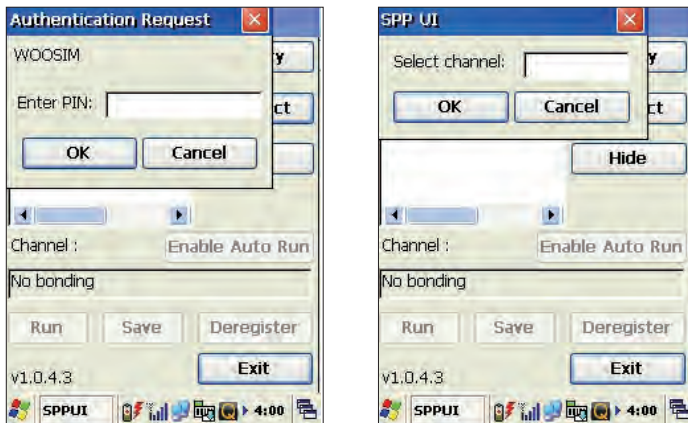 Authentication Request
WOOSIM
Enter PIN:
OK Cancel
Channel :
Enable Auto Run
No bonding
Run Save Deregister
v1.0.4.3
Exit
SPPUI 4:00
SPP UI
Select channel:
OK Cancel
Hide
Channel :
Enable Auto Run
No bonding
Run Save Deregister
v1.0.4.3
Exit
SPPUI 4:00